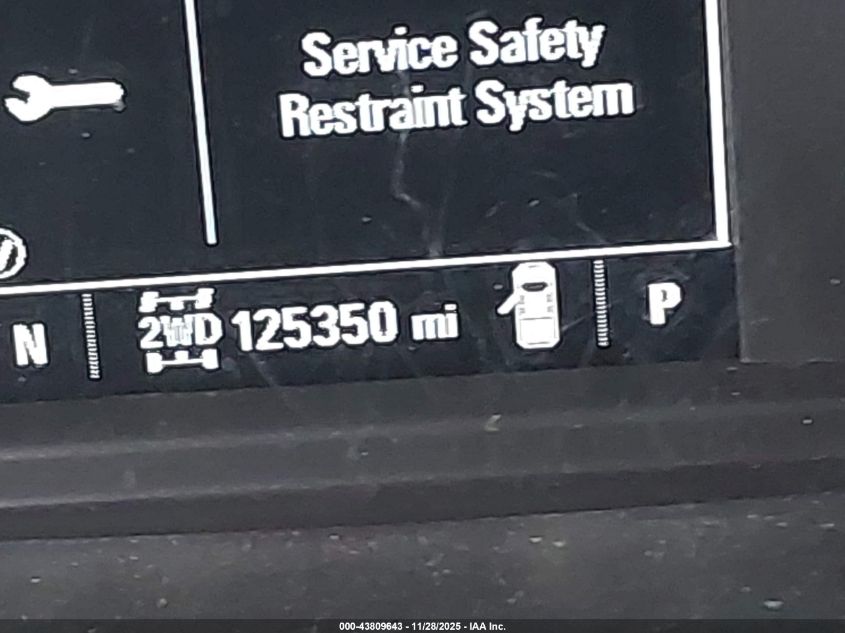 Service Safety
Restraint System
N
2WD 125350 mi
P
000-43809643 - 11/28/2025 - IAA Inc.